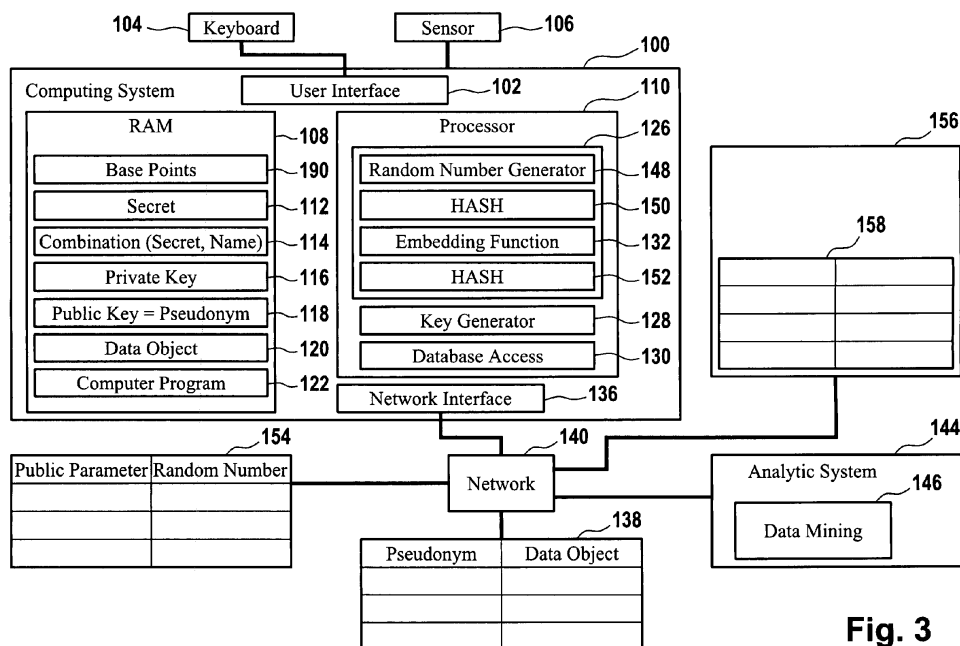 104 Keyboard Sensor 106
100
Computing System User Interface 102 110
RAM 108 Processor 126 156
Base Points 190 Random Number Generator 148
Secret 112 HASH 150
Combination (Secret, Name) 114 Embedding Function 132 158
Private Key 116 HASH 152
Public Key = Pseudonym 118 Key Generator 128
Data Object 120 Database Access 130
Computer Program 122 Network Interface 136
154 140 144
Public Parameter Random Number Network Analytic System
146
138 Data Mining
Pseudonym Data Object
Fig. 3